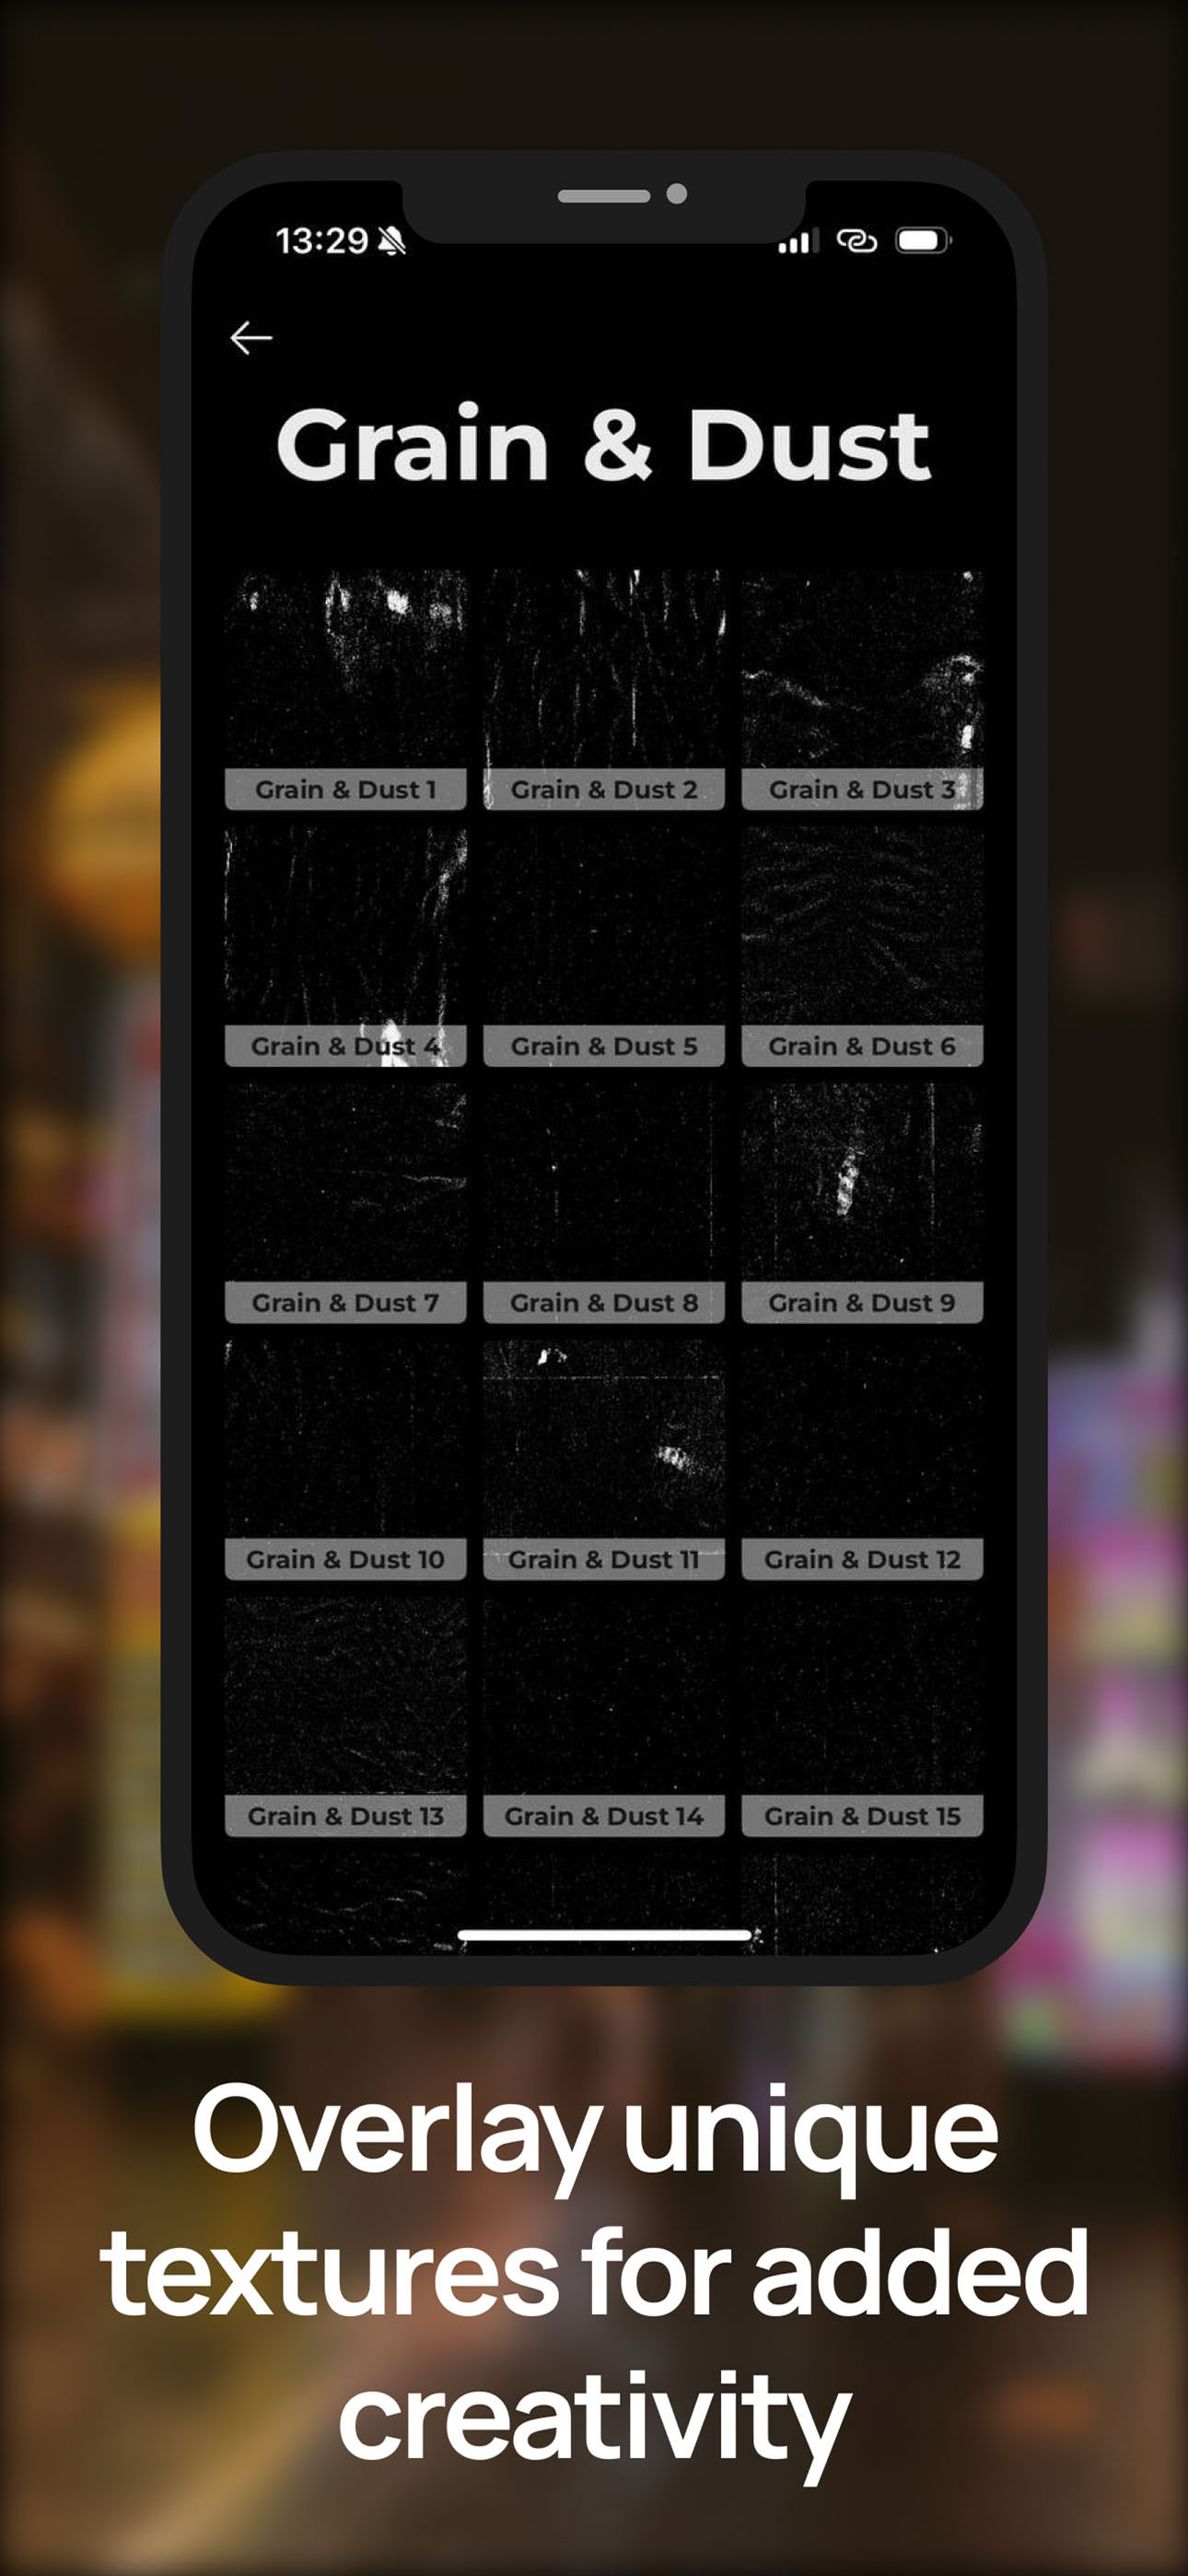 13:29
Grain & Dust
Grain & Dust 1
Grain & Dust 2
Grain & Dust 3
Grain & Dust 4
Grain & Dust 5
Grain & Dust 6
Grain & Dust 7
Grain & Dust 8
Grain & Dust 9
Grain & Dust 10
Grain & Dust 11
Grain & Dust 12
Grain & Dust 13
Grain & Dust 14
Grain & Dust 15
Overlay unique
textures for added
creativity